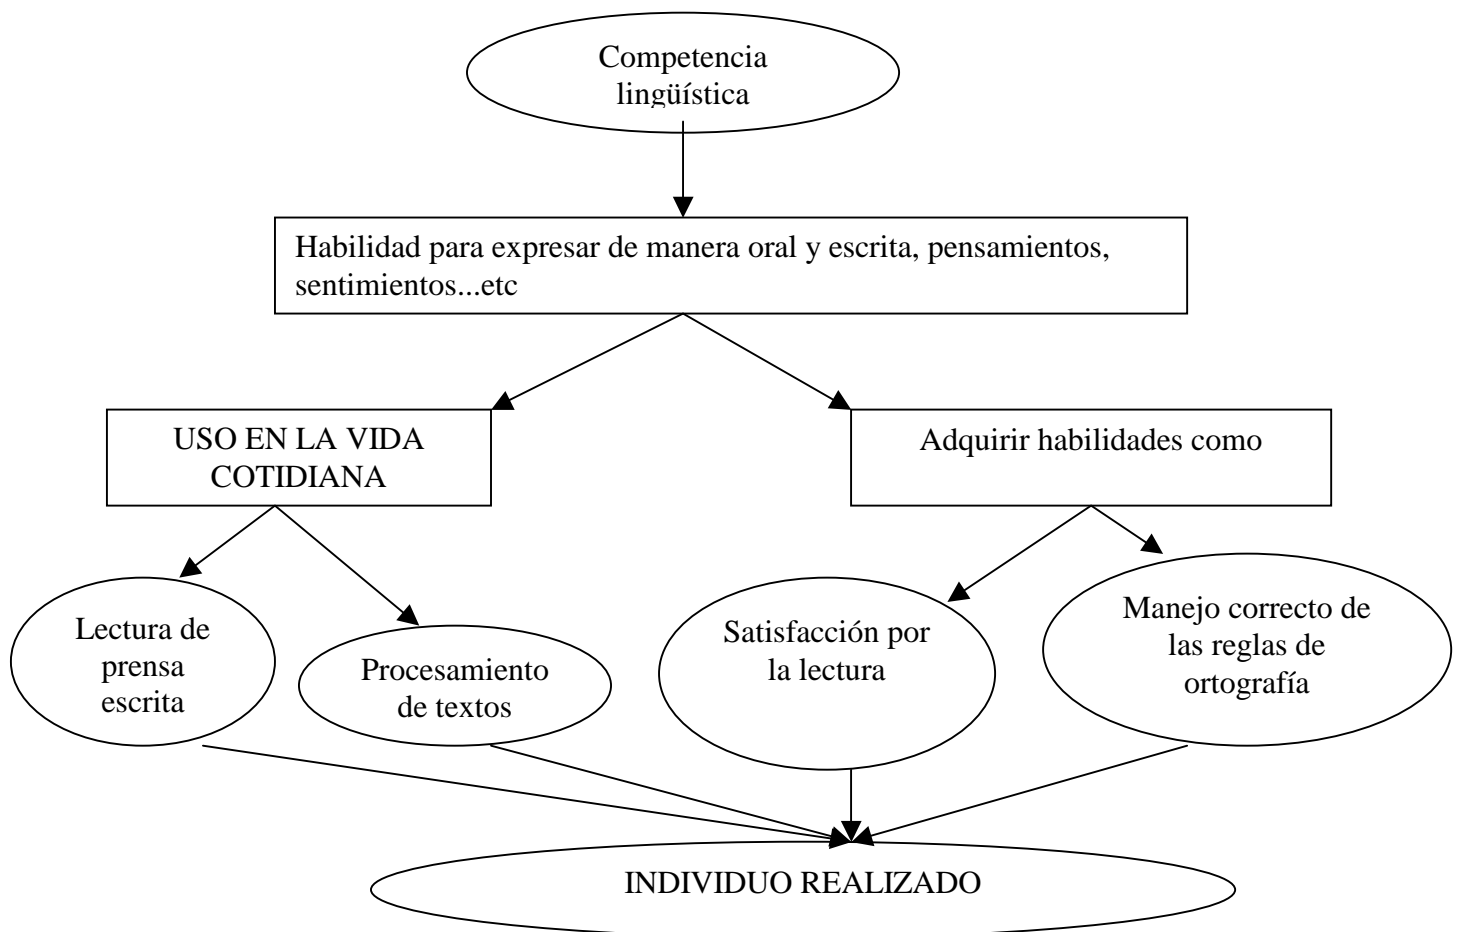 Competencia
lingüística
Habilidad para expresar de manera oral y escrita, pensamientos,
sentimientos...etc
USO EN LA VIDA
COTIDIANA
Adquirir habilidades como
Lectura de
prensa
escrita
Procesamiento
de textos
Satisfacción por
la lectura
Manejo correcto de
las reglas de
ortografía
INDIVIDUO REALIZADO